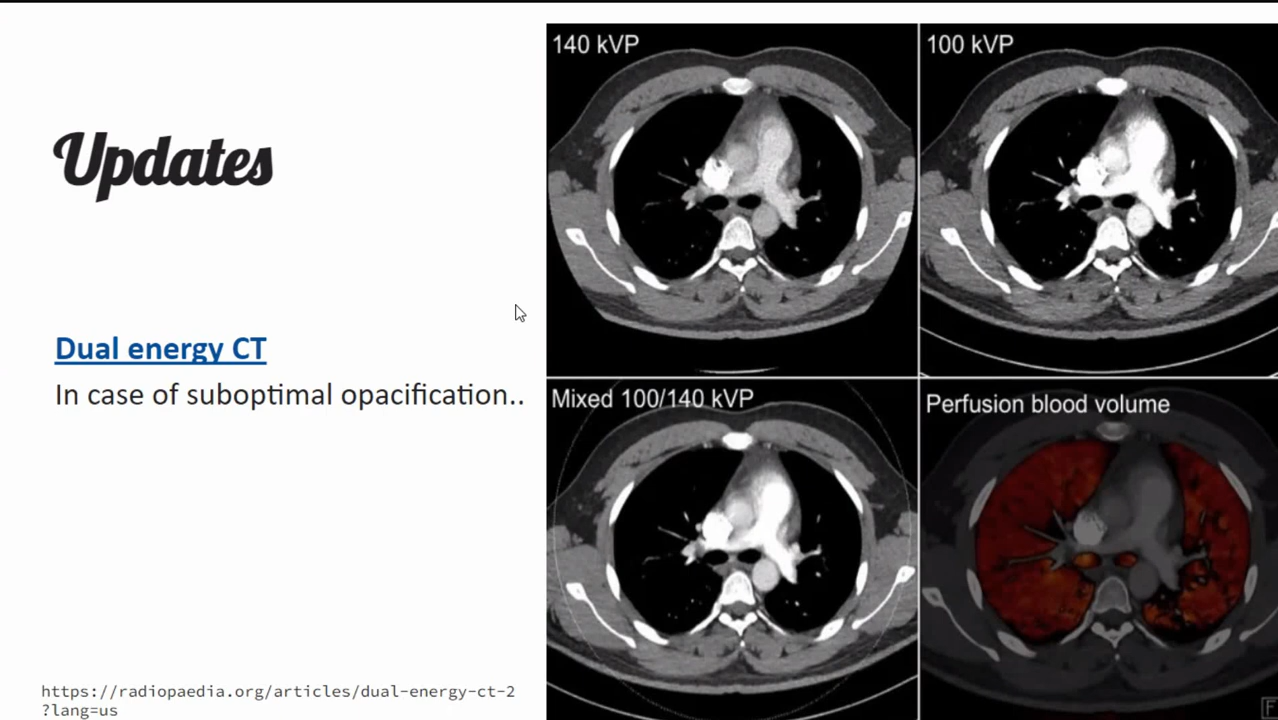 Updates
Dual energy CT
In case of suboptimal opacification..
https://radiopaedia.org/articles/dual-energy-ct-2
?lang=us
140 kVP
100 kVP
Mixed 100/140 kVP
Perfusion blood volume
F